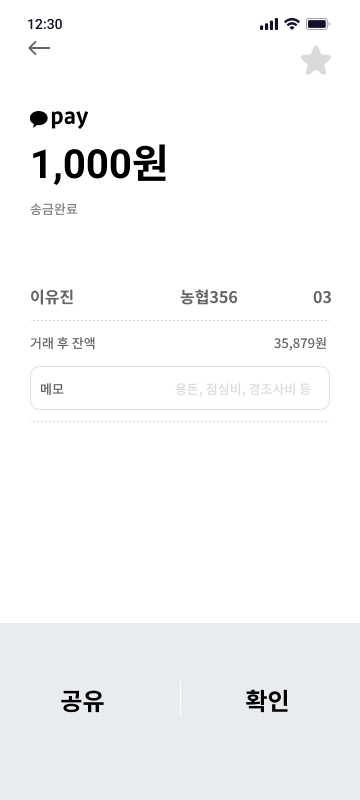 12:30
pay
1,000원
송금완료
이유진 농협356 03
거래 후 잔액 35,879원
메모 용돈, 점심비, 경조사비 등
공유 확인